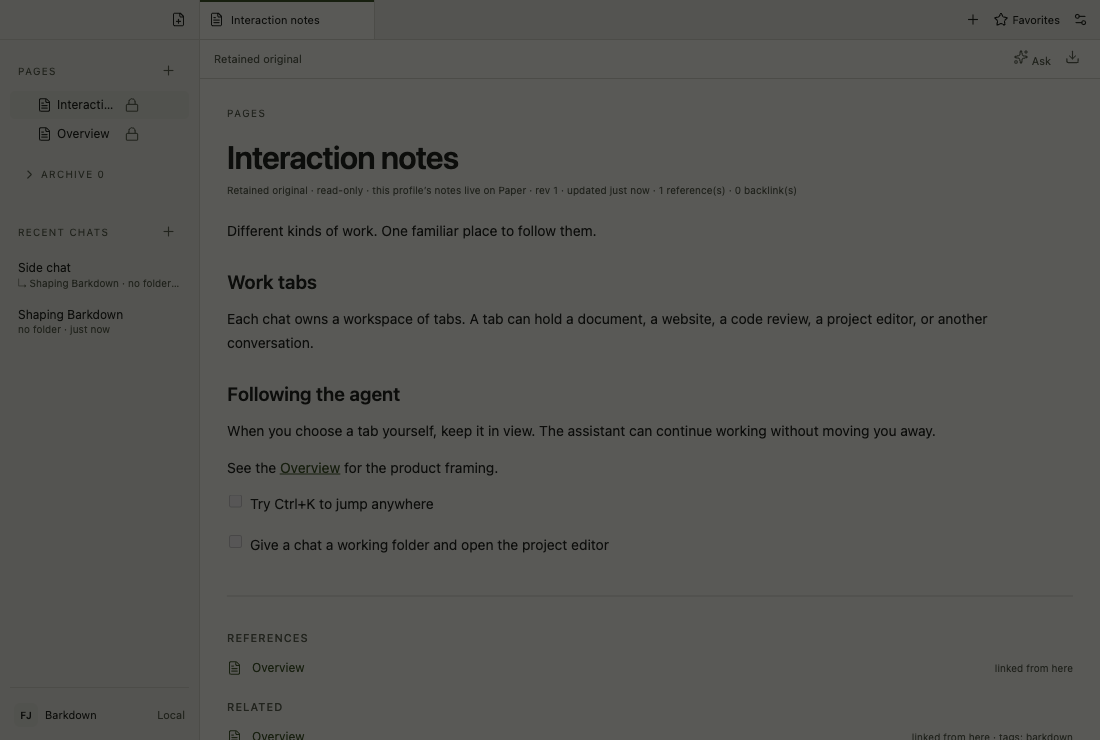 Interaction notes
Favorites
Retained original
Ask
PAGES
Interacti...
Overview
ARCHIVE 0
RECENT CHATS
Side chat
Shaping Barkdown · no folder...
Shaping Barkdown
no folder · just now
FJ Barkdown Local
PAGES
Interaction notes
Retained original · read-only · this profile's notes live on Paper · rev 1 · updated just now · 1 reference(s) · 0 backlink(s)
Different kinds of work. One familiar place to follow them.
Work tabs
Each chat owns a workspace of tabs. A tab can hold a document, a website, a code review, a project editor, or another
conversation.
Following the agent
When you choose a tab yourself, keep it in view. The assistant can continue working without moving you away.
See the Overview for the product framing.
Try Ctrl+K to jump anywhere
Give a chat a working folder and open the project editor
REFERENCES
Overview linked from here
RELATED
Overview linked from here · tags: barkdown